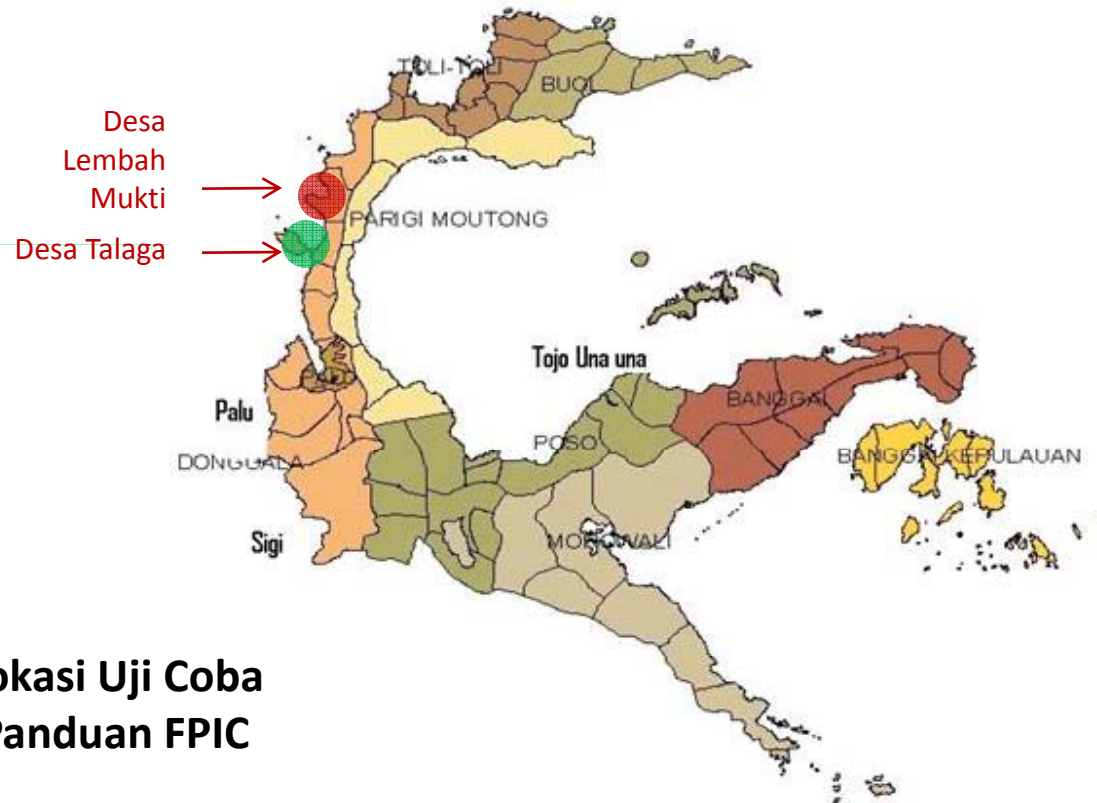 TOLI-TOLI
BUOL
Desa
Lembah
Mukti
PARIGI MOUTONG
Desa Talaga
Tojo Una una
BANGGAI
Palu
POSO
BANGGAI KEPULAUAN
DONGGALA
Sigi
MOROWALI
okasi Uji Coba
Panduan FPIC